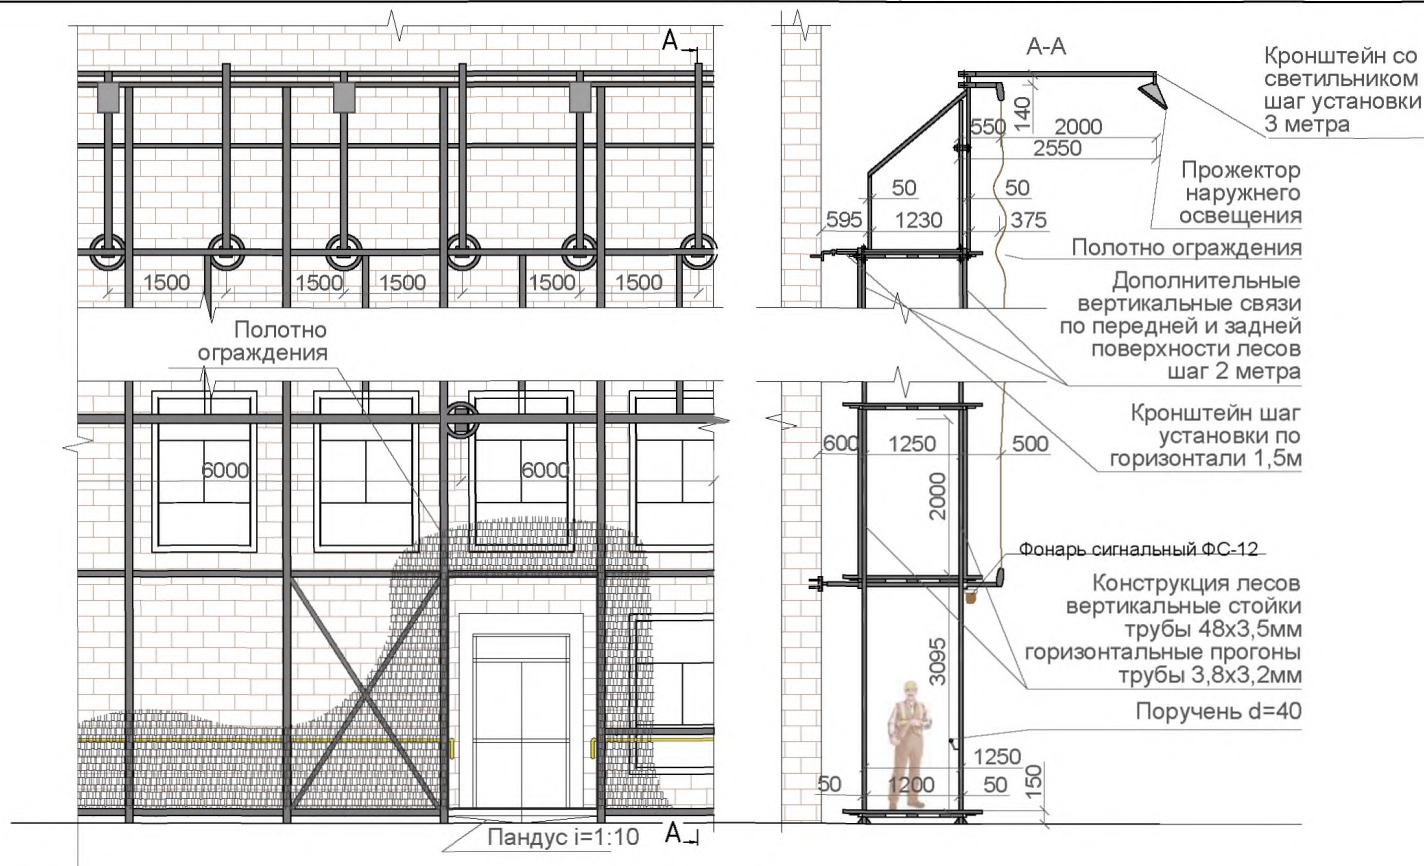 А
1500
1500
1500
1500
1500
Полотно
ограждения
6000
6000
Пандус i=1:10
А
А-А
140
550
2000
2550
50
50
595
1230
375
600
1250
500
2000
3095
1250
50
1200
50
150
Кронштейн со
светильником
шаг установки
3 метра
Прожектор
наружнего
освещения
Полотно ограждения
Дополнительные
вертикальные связи
по передней и задней
поверхности лесов
шаг 2 метра
Кронштейн шаг
установки по
горизонтали 1,5м
Фонарь сигнальный ФС-12
Конструкция лесов
вертикальные стойки
трубы 48х3,5мм
горизонтальные прогоны
трубы 3,8х3,2мм
Поручень d=40